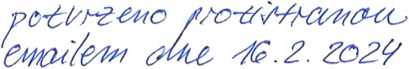 potvrzeno protistranou
emailem dne 16.2.2024